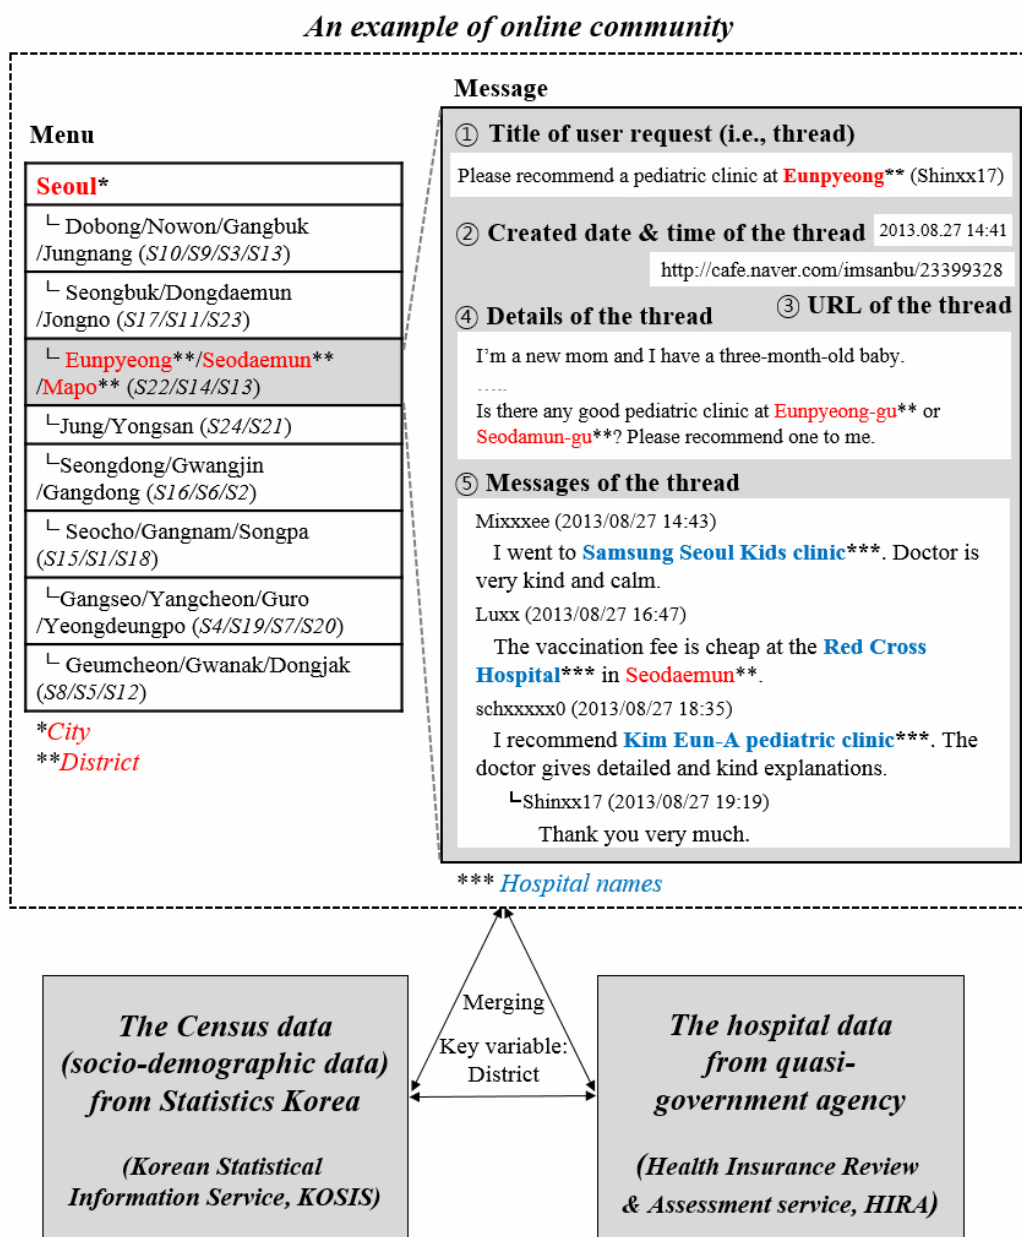 An example of online community
Menu
Seoul*
└ Dobong/Nowon/Gangbuk
/Jungnang (S10/S9/S3/S13)
└ Seongbuk/Dongdaemun
/Jongno (S17/S11/S23)
└ Eunpyeong**/Seodaemun**
/Mapo** (S22/S14/S13)
└Jung/Yongsan (S24/S21)
└Seongdong/Gwangjin
/Gangdong (S16/S6/S2)
└ Seocho/Gangnam/Songpa
(S15/S1/S18)
└Gangseo/Yangcheon/Guro
/Yeongdeungpo (S4/S19/S7/S20)
└ Geumcheon/Gwanak/Dongjak
(S8/S5/S12)
*City
**District
Message
① Title of user request (i.e., thread)
Please recommend a pediatric clinic at Eunpyeong** (Shinxx17)
② Created date & time of the thread 2013.08.27 14:41
http://cafe.naver.com/imsanbu/23399328
③ URL of the thread
④ Details of the thread
I'm a new mom and I have a three-month-old baby.
.....
Is there any good pediatric clinic at Eunpyeong-gu** or
Seodamun-gu**? Please recommend one to me.
⑤ Messages of the thread
Mixxxee (2013/08/27 14:43)
I went to Samsung Seoul Kids clinic***. Doctor is
very kind and calm.
Luxx (2013/08/27 16:47)
The vaccination fee is cheap at the Red Cross
Hospital*** in Seodaemun**.
schxxxxx0 (2013/08/27 18:35)
I recommend Kim Eun-A pediatric clinic***. The
doctor gives detailed and kind explanations.
└Shinxx17 (2013/08/27 19:19)
Thank you very much.
*** Hospital names
Merging
Key variable:
District
The Census data
(socio-demographic data)
from Statistics Korea
(Korean Statistical
Information Service, KOSIS)
The hospital data
from quasi-
government agency
(Health Insurance Review
& Assessment service, HIRA)